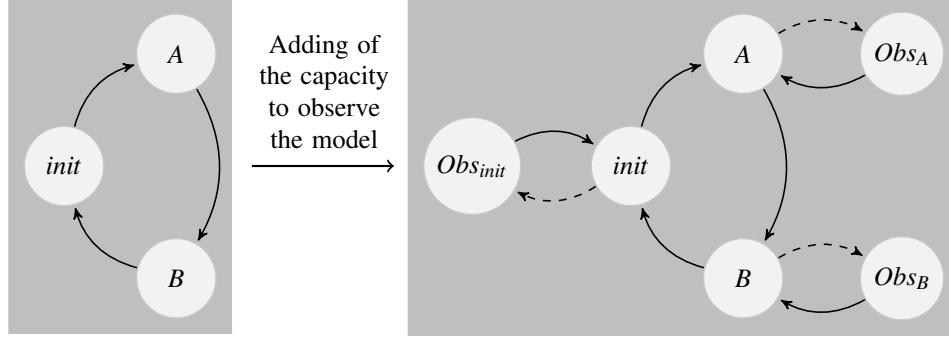 A
init
B
Adding of
the capacity
to observe
the model
A
Obs_A
Obs_init
init
B
Obs_B